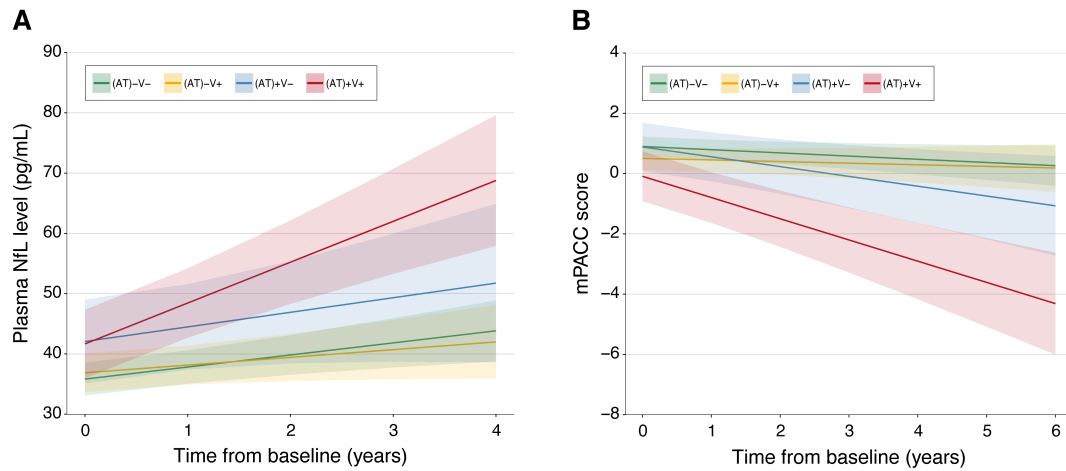 A
Plasma NfL level (pg/mL)
90
80
70
60
50
40
30
(AT)−V− (AT)−V+ (AT)+V− (AT)+V+
0 1 2 3 4
Time from baseline (years)
B
mPACC score
4
2
0
−2
−4
−6
−8
(AT)−V− (AT)−V+ (AT)+V− (AT)+V+
0 1 2 3 4 5 6
Time from baseline (years)